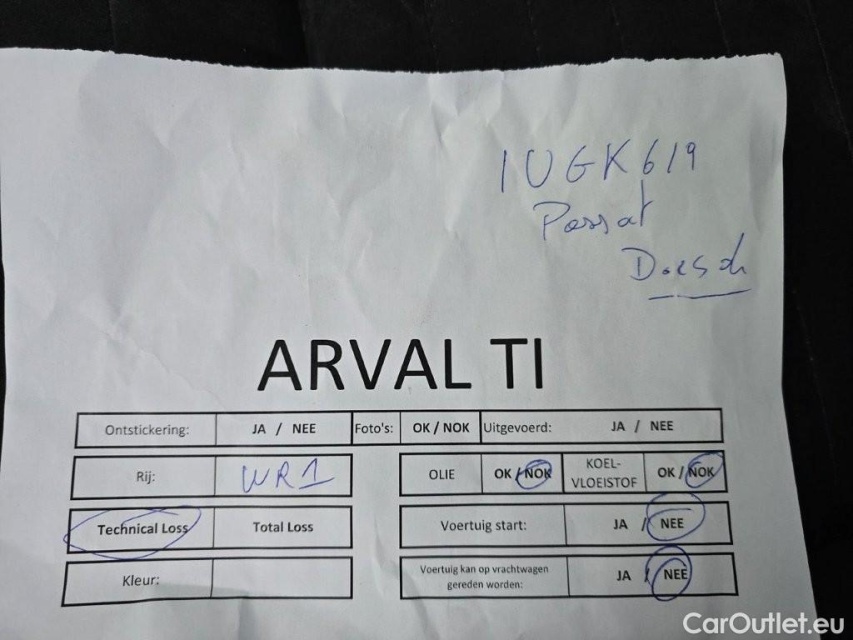 1UGK619
Passat
ARVAL TI
Ontstickering: JA / NEE Foto's: OK / NOK Uitgevoerd: JA / NEE
Rij: WR1 OLIE OK / NOK KOEL-VLOEISTOF OK / NOK
Technical Loss Total Loss Voertuig start: JA / NEE
Kleur: Voertuig kan op vrachtwagen
gereden worden: JA / NEE
CarOutlet.eu